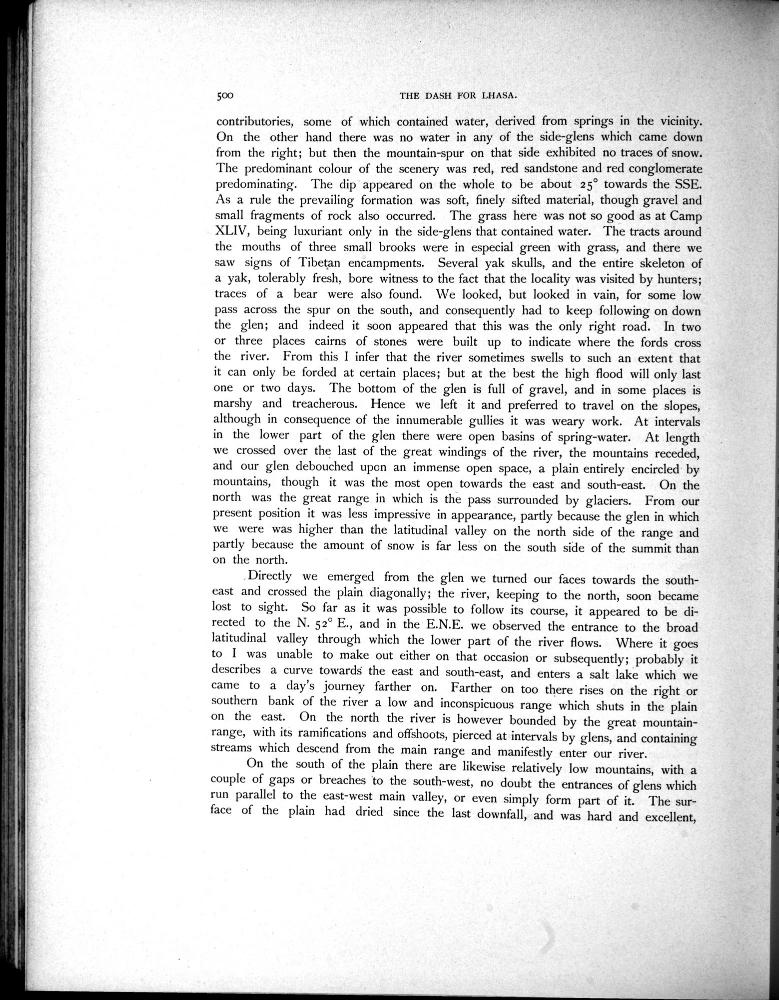 500 THE DASH FOR LHASA.
contributories, some of which contained water, derived from springs in the vicinity.
On the other hand there was no water in any of the side-glens which came down
from the right; but then the mountain-spur on that side exhibited no traces of snow.
The predominant colour of the scenery was red, red sandstone and red conglomerate
predominating. The dip appeared on the whole to be about 25° towards the SSE.
As a rule the prevailing formation was soft, finely sifted material, though gravel and
small fragments of rock also occurred. The grass here was not so good as at Camp
XLIV, being luxuriant only in the side-glens that contained water. The tracts around
the mouths of three small brooks were in especial green with grass, and there we
saw signs of Tibetan encampments. Several yak skulls, and the entire skeleton of
a yak, tolerably fresh, bore witness to the fact that the locality was visited by hunters;
traces of a bear were also found. We looked, but looked in vain, for some low
pass across the spur on the south, and consequently had to keep following on down
the glen; and indeed it soon appeared that this was the only right road. In two
or three places cairns of stones were built up to indicate where the fords cross
the river. From this I infer that the river sometimes swells to such an extent that
it can only be forded at certain places; but at the best the high flood will only last
one or two days. The bottom of the glen is full of gravel, and in some places is
marshy and treacherous. Hence we left it and preferred to travel on the slopes,
although in consequence of the innumerable gullies it was weary work. At intervals
in the lower part of the glen there were open basins of spring-water. At length
we crossed over the last of the great windings of the river, the mountains receded,
and our glen debouched upon an immense open space, a plain entirely encircled by
mountains, though it was the most open towards the east and south-east. On the
north was the great range in which is the pass surrounded by glaciers. From our
present position it was less impressive in appearance, partly because the glen in which
we were was higher than the latitudinal valley on the north side of the range and
partly because the amount of snow is far less on the south side of the summit than
on the north.
Directly we emerged from the glen we turned our faces towards the south-
east and crossed the plain diagonally; the river, keeping to the north, soon became
lost to sight. So far as it was possible to follow its course, it appeared to be di-
rected to the N. 52° E., and in the E.N.E. we observed the entrance to the broad
latitudinal valley through which the lower part of the river flows. Where it goes
to I was unable to make out either on that occasion or subsequently; probably it
describes a curve towards the east and south-east, and enters a salt lake which we
came to a day's journey farther on. Farther on too there rises on the right or
southern bank of the river a low and inconspicuous range which shuts in the plain
on the east. On the north the river is however bounded by the great mountain-
range, with its ramifications and offshoots, pierced at intervals by glens, and containing
streams which descend from the main range and manifestly enter our river.
On the south of the plain there are likewise relatively low mountains, with a
couple of gaps or breaches to the south-west, no doubt the entrances of glens which
run parallel to the east-west main valley, or even simply form part of it. The sur-
face of the plain had dried since the last downfall, and was hard and excellent,